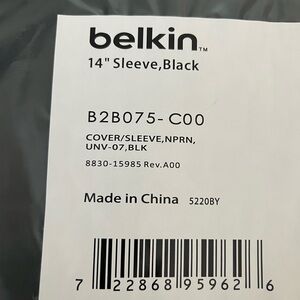 belkin™
14" Sleeve,Black
B2B075-C00
COVER/SLEEVE,NPRN,
UNV-07,BLK
8830-15985 Rev.A00
Made in China 5220BY
7 22868 95962 6